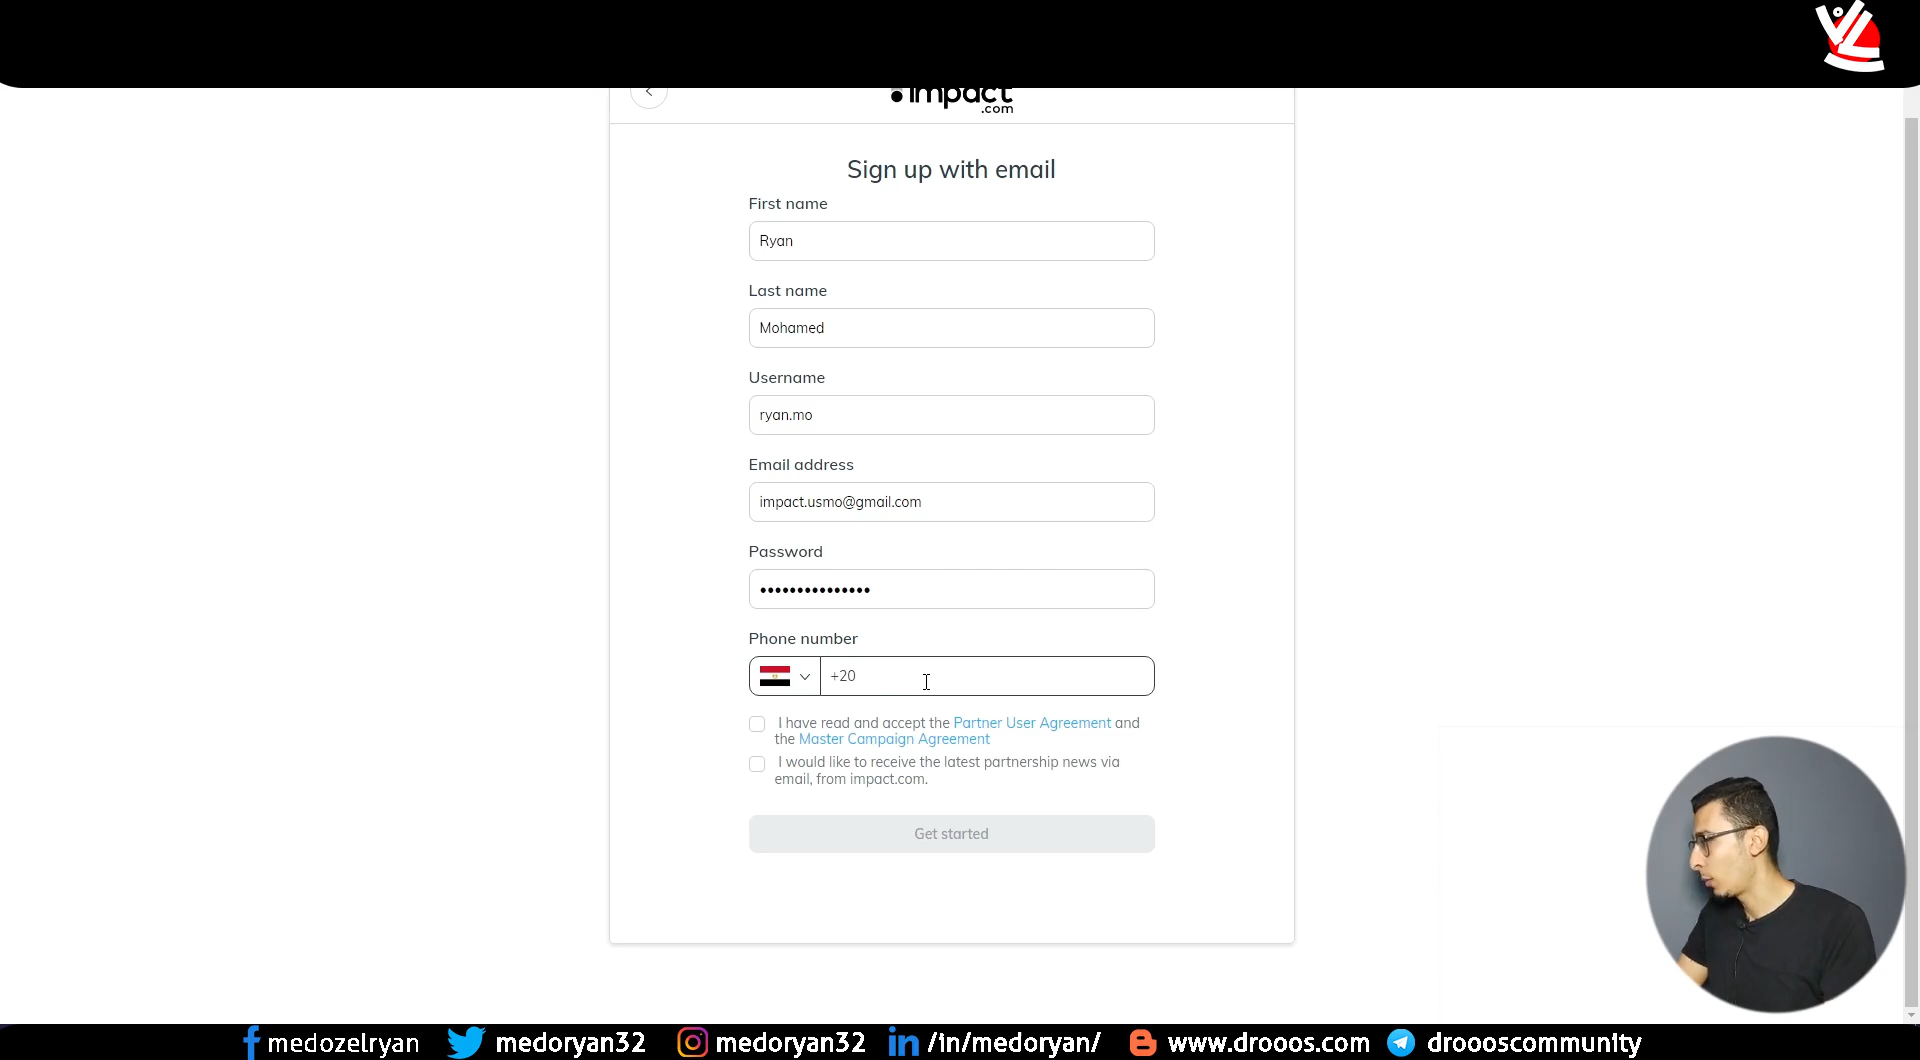 impact
.com
Sign up with email
First name
Ryan
Last name
Mohamed
Username
ryan.mo
Email address
impact.usmo@gmail.com
Password
•••••••••••••••
Phone number
+20
I have read and accept the Partner User Agreement and
the Master Campaign Agreement
I would like to receive the latest partnership news via
email, from impact.com.
Get started
medozelryan medoryan32 medoryan32 /in/medoryan/ www.drooos.com droooscommunity